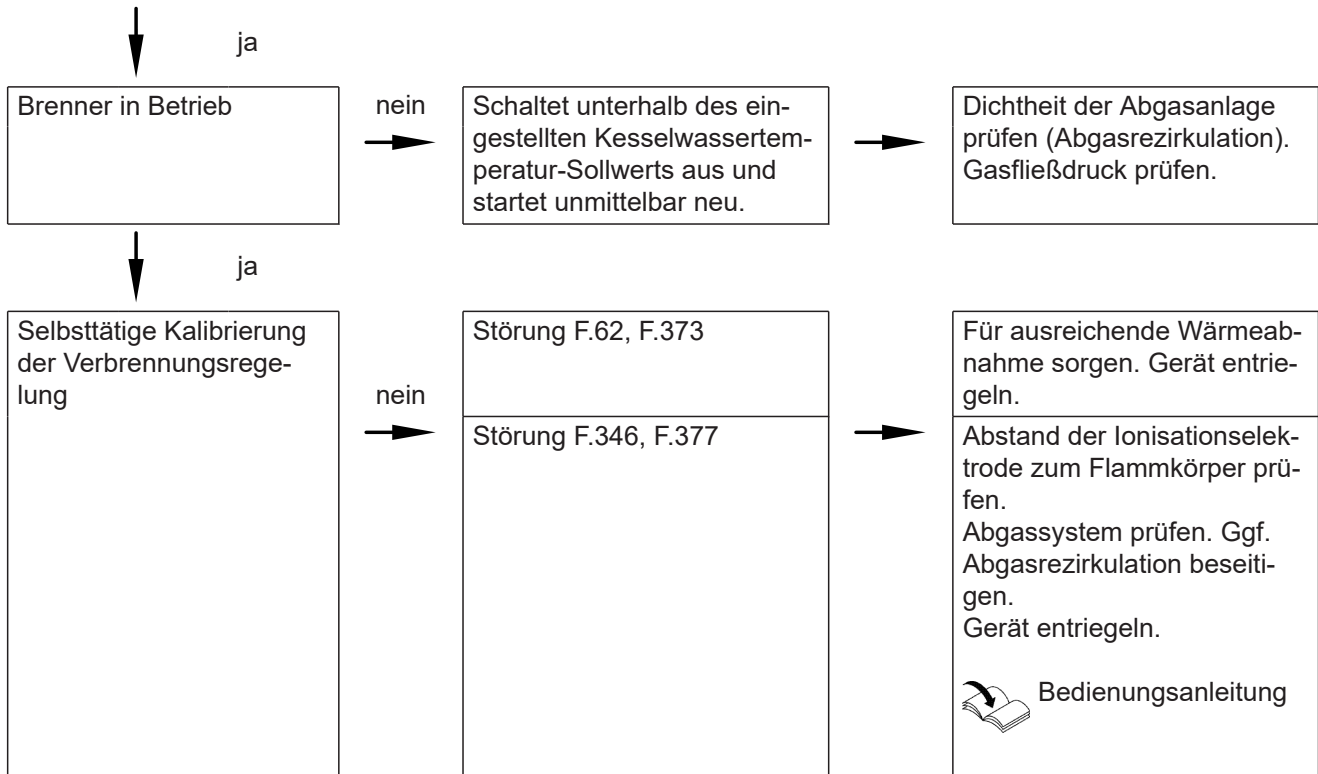 ja
Brenner in Betrieb
nein
Schaltet unterhalb des ein-
gestellten Kesselwassertem-
peratur-Sollwerts aus und
startet unmittelbar neu.
Dichtheit der Abgasanlage
prüfen (Abgasrezirkulation).
Gasfließdruck prüfen.
ja
Selbsttätige Kalibrierung
der Verbrennungsrege-
lung
nein
Störung F.62, F.373
Für ausreichende Wärmeab-
nahme sorgen. Gerät entrie-
geln.
Störung F.346, F.377
Abstand der Ionisationselek-
trode zum Flammkörper prü-
fen.
Abgassystem prüfen. Ggf.
Abgasrezirkulation beseiti-
gen.
Gerät entriegeln.
Bedienungsanleitung